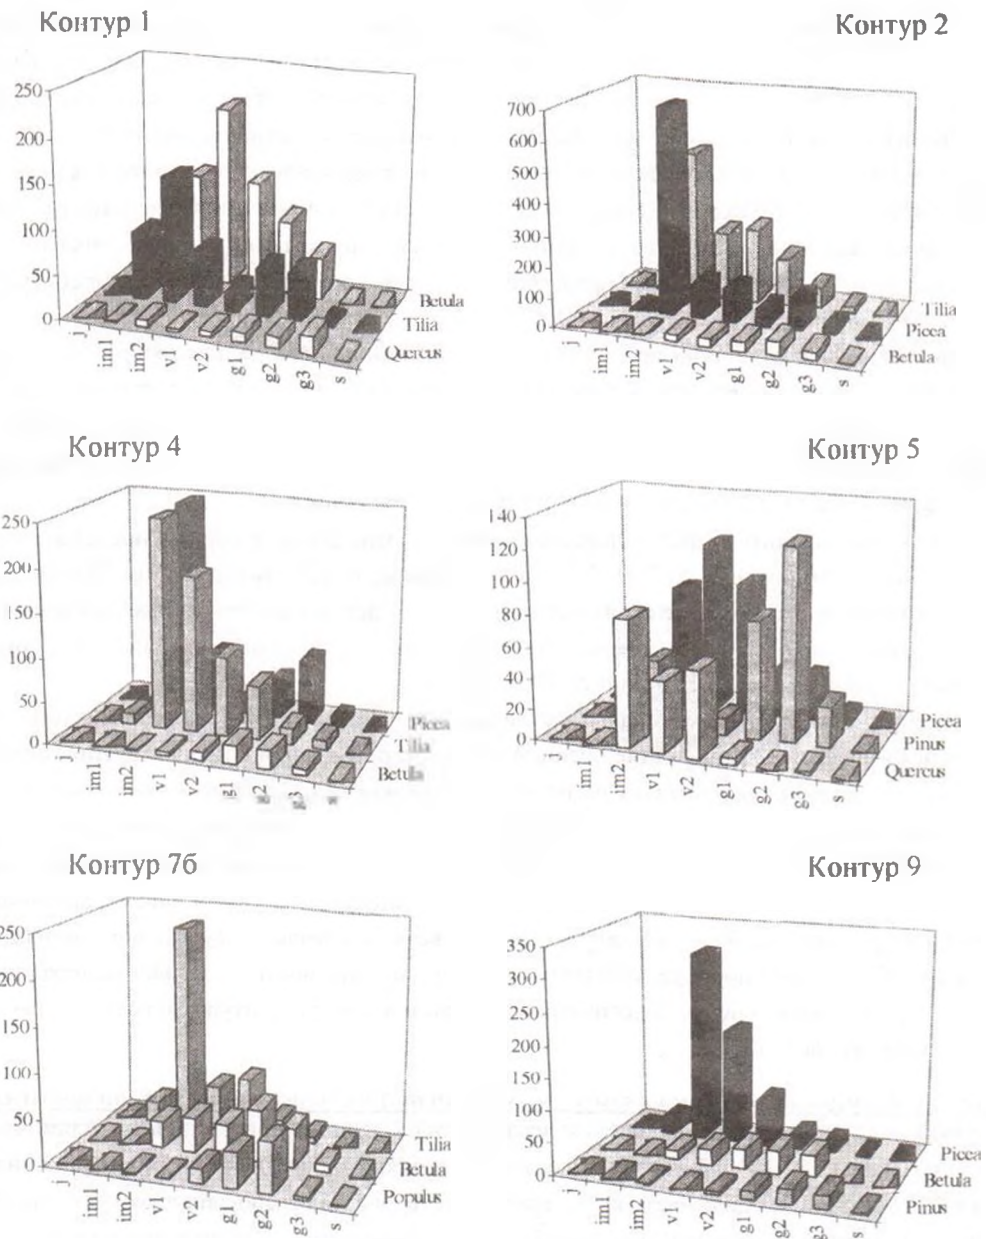 Контур 1
250
200
150
100
50
0
j
im1
im2
v1
v2
g1
g2
g3
s
Betula
Tilia
Quercus
Контур 2
700
600
500
400
300
200
100
0
j
im1
im2
v1
v2
g1
g2
g3
s
Tilia
Picea
Betula
Контур 4
250
200
150
100
50
0
j
im1
im2
v1
v2
g1
g2
g3
s
Picea
Tilia
Betula
Контур 5
140
120
100
80
60
40
20
0
j
im1
im2
v1
v2
g1
g2
g3
s
Picea
Pinus
Quercus
Контур 7б
250
200
150
100
50
0
j
im1
im2
v1
v2
g1
g2
g3
s
Tilia
Betula
Populus
Контур 9
350
300
250
200
150
100
50
0
j
im1
im2
v1
v2
g1
g2
g3
s
Picea
Betula
Pinus